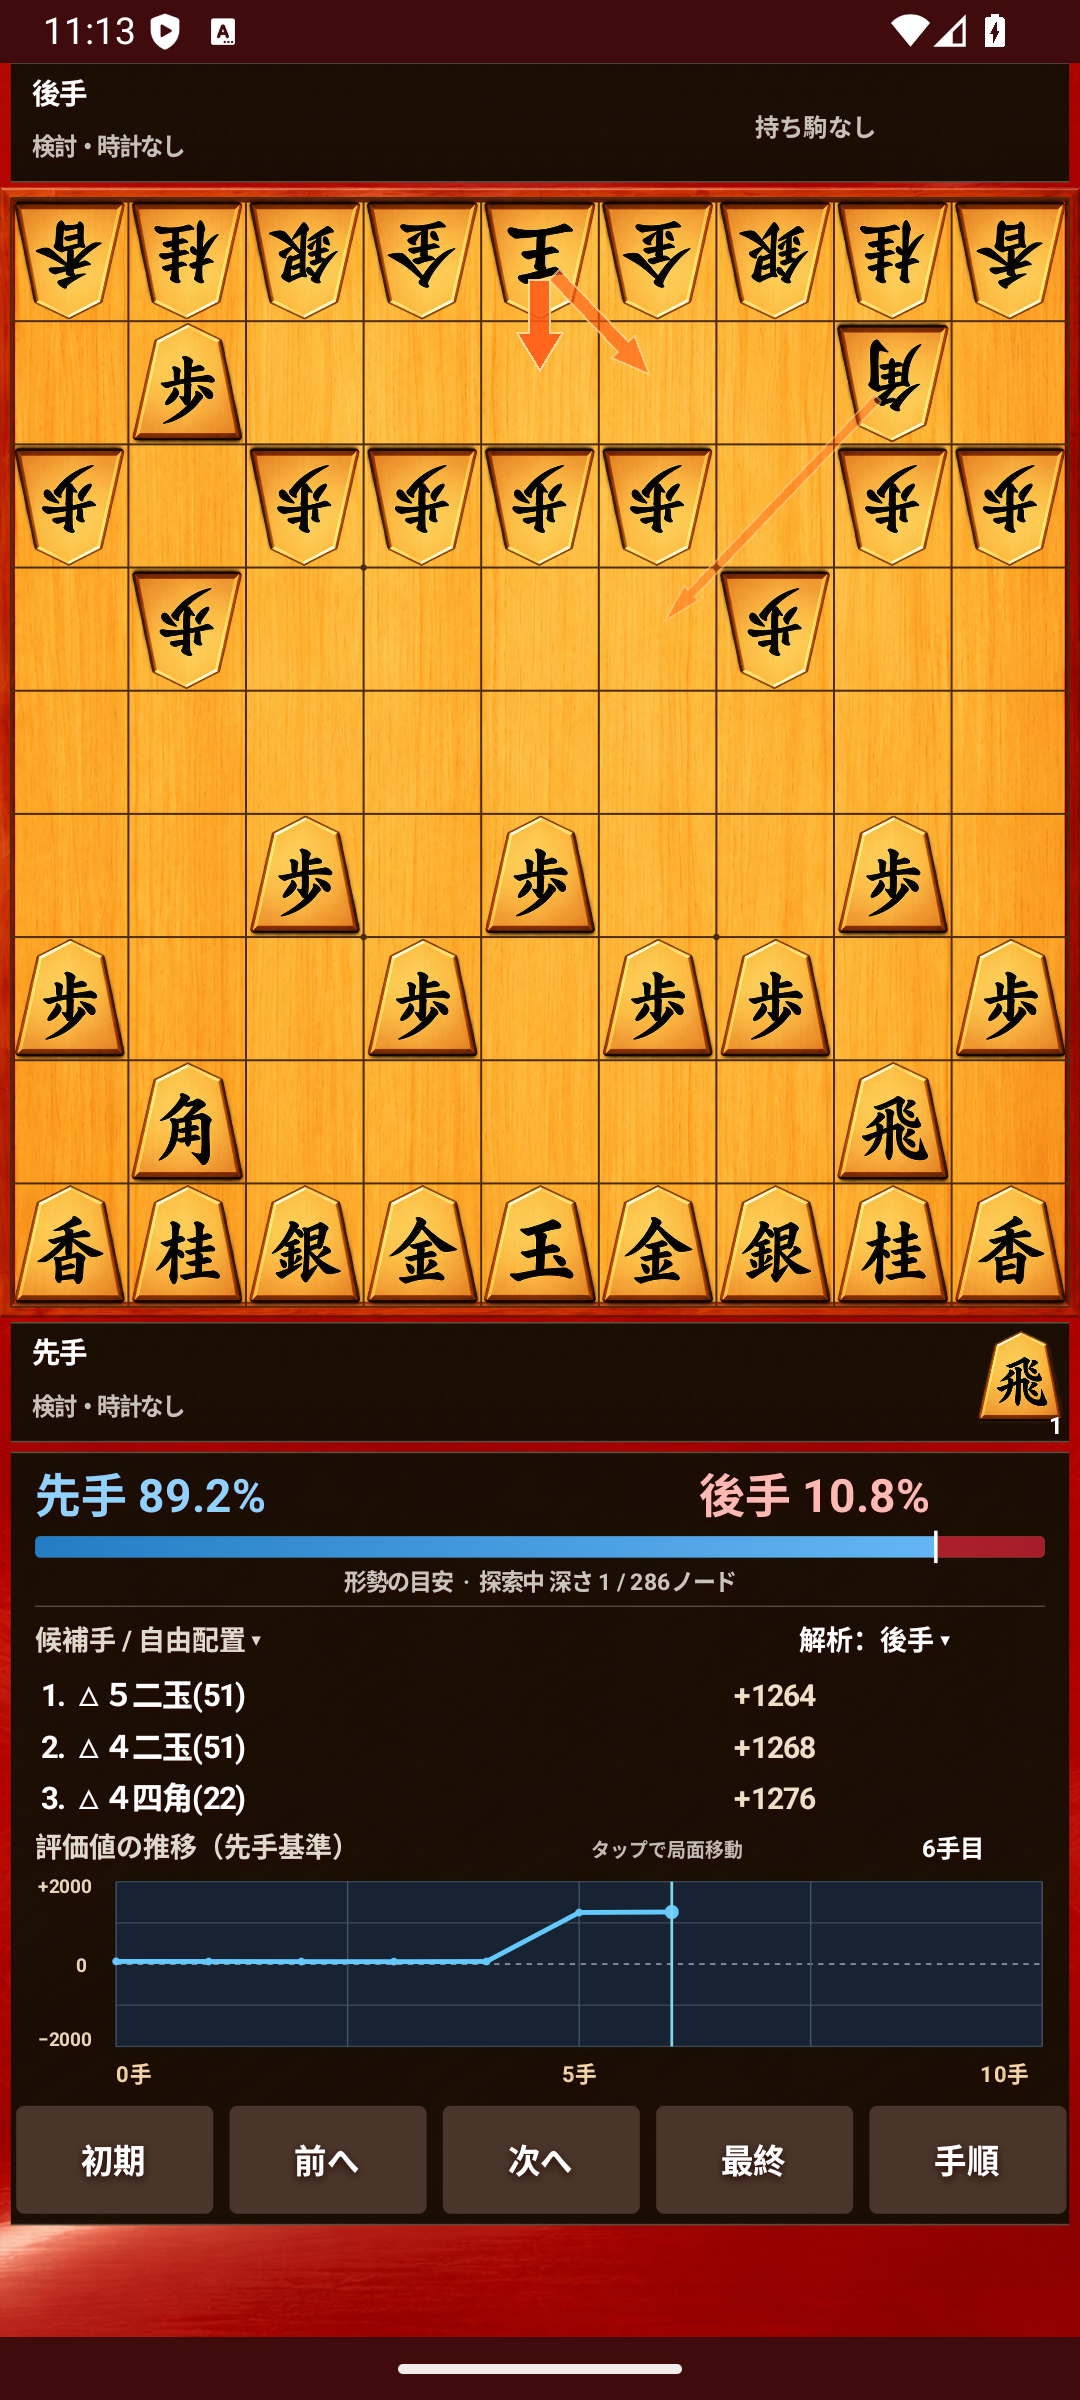 11:13
後手
検討・時計なし
持ち駒なし
香 桂 銀 金 王 金 銀 桂 香
歩 角
歩 歩 歩 歩 歩 歩 歩
歩 歩
歩 歩 歩
歩 歩 歩 歩 歩
角 飛
香 桂 銀 金 玉 金 銀 桂 香
先手
検討・時計なし
飛
1
先手 89.2% 後手 10.8%
形勢の目安 · 探索中 深さ 1 / 286ノード
候補手 / 自由配置 ▾ 解析: 後手 ▾
1. △５二玉(51) +1264
2. △４二玉(51) +1268
3. △４四角(22) +1276
評価値の推移（先手基準） タップで局面移動 6手目
+2000
0
−2000
0手 5手 10手
初期 前へ 次へ 最終 手順